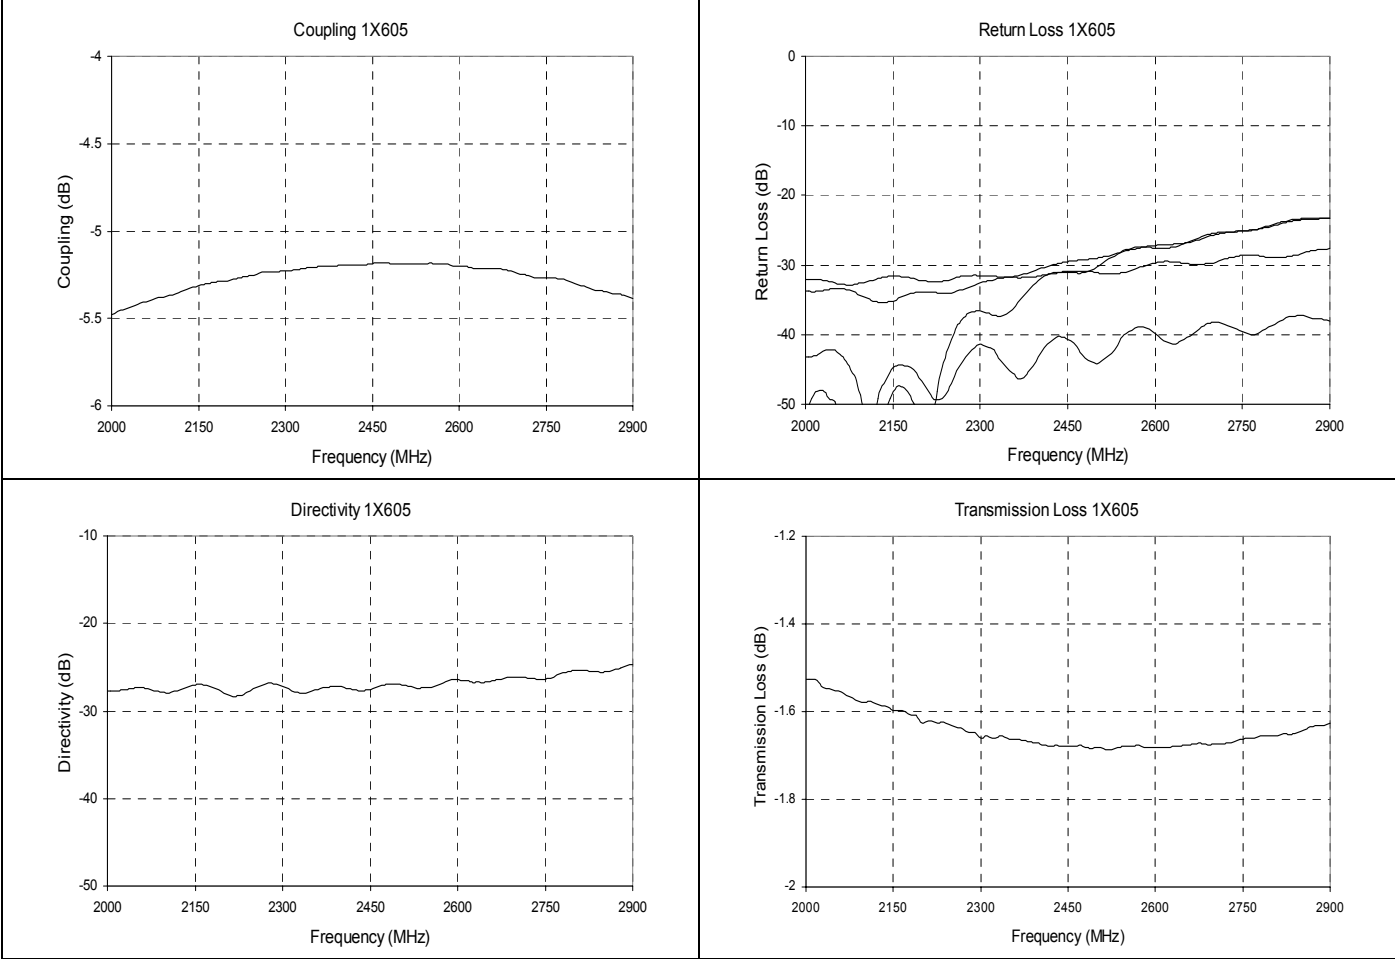 Coupling 1X605
-4
-4.5
-5
-5.5
-6
Coupling (dB)
2000 2150 2300 2450 2600 2750 2900
Frequency (MHz)
Return Loss 1X605
0
-10
-20
-30
-40
-50
Return Loss (dB)
2000 2150 2300 2450 2600 2750 2900
Frequency (MHz)
Directivity 1X605
-10
-20
-30
-40
-50
Directivity (dB)
2000 2150 2300 2450 2600 2750 2900
Frequency (MHz)
Transmission Loss 1X605
-1.2
-1.4
-1.6
-1.8
-2
Transmission Loss (dB)
2000 2150 2300 2450 2600 2750 2900
Frequency (MHz)